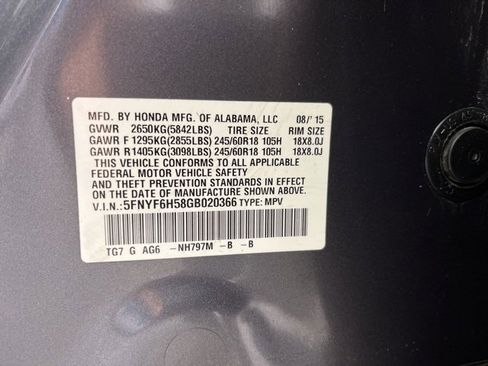 MFD. BY HONDA MFG. OF ALABAMA, LLC 08/'15
GVWR 2650KG(5842LBS) TIRE SIZE RIM SIZE
GAWR F 1295KG(2855LBS) 245/60R18 105H 18X8.0J
GAWR R 1405KG(3098LBS) 245/60R18 105H 18X8.0J
THIS VEHICLE CONFORMS TO ALL APPLICABLE
FEDERAL MOTOR VEHICLE SAFETY AND
THEFT PREVENTION STANDARDS IN EFFECT
ON THE DATE OF MANUFACTURE SHOWN ABOVE.
V.I.N.:5FNYF6H58GB020366 TYPE: MPV
TG7 G AG6 -NH797M -B -B